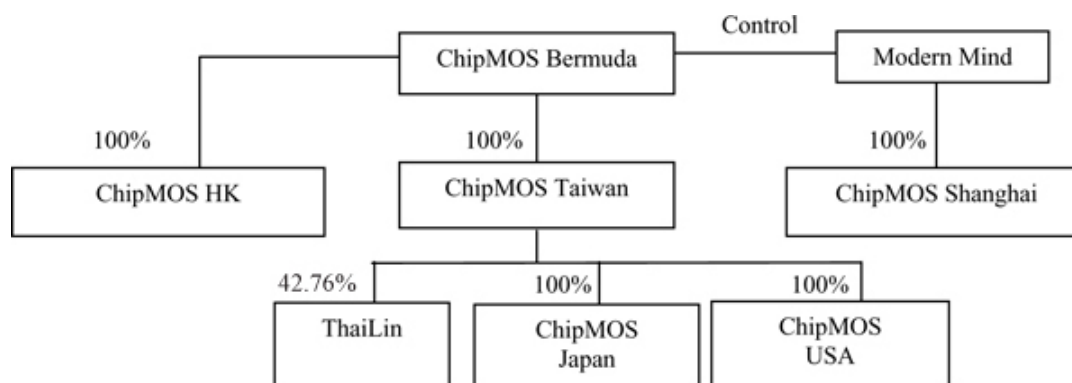 Control
ChipMOS Bermuda
Modern Mind
100%
100%
100%
ChipMOS HK
ChipMOS Taiwan
ChipMOS Shanghai
42.76%
100%
100%
ThaiLin
ChipMOS
Japan
ChipMOS
USA